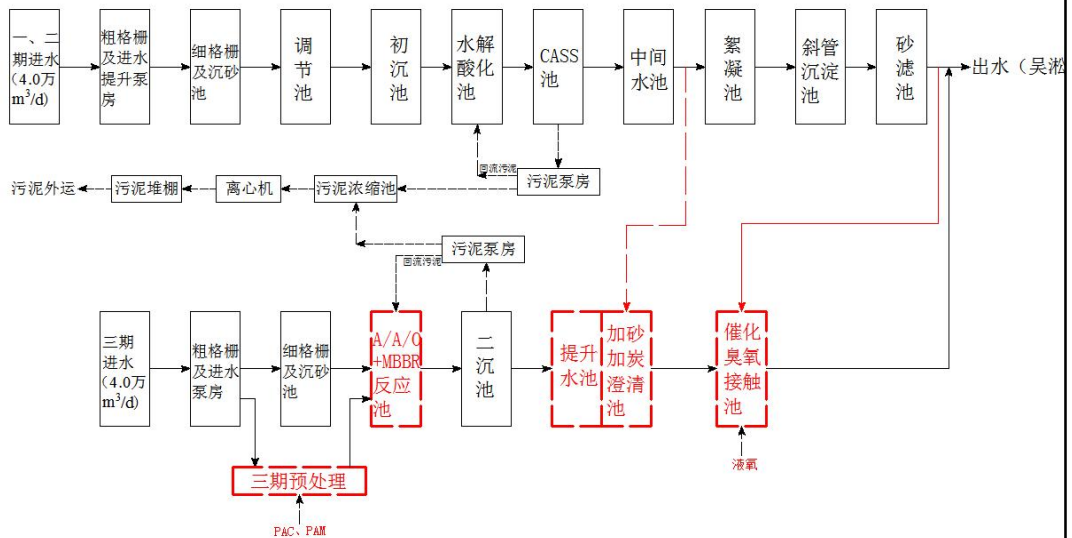 一、二
期进水
(4.0万
m³/d)
粗格栅
及进水
提升泵
房
细格栅
及沉砂
池
调
节
池
初
沉
池
水解
酸化
池
CASS
池
中间
水池
絮
凝
池
斜管
沉淀
池
砂
滤
池
出水（吴淞
回流污泥
污泥泵房
污泥外运
污泥堆棚
离心机
污泥浓缩池
污泥泵房
回流污泥
三期
进水
(4.0万
m³/d)
粗格栅
及进水
泵房
细格栅
及沉砂
池
A/A/O
+MBBR
反应
池
二
沉
池
提升
水池
加砂
加炭
澄清
池
催化
臭氧
接触
池
三期预处理
液氧
PAC、PAM